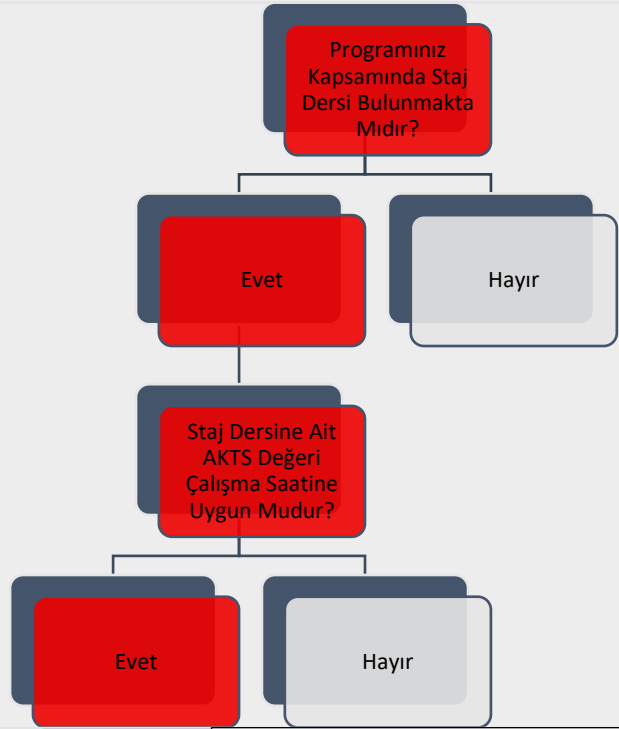 Programınız
Kapsamında Staj
Dersi Bulunmakta
Mıdır?
Evet
Hayır
Staj Dersine Ait
AKTS Değeri
Çalışma Saatine
Uygun Mudur?
Evet
Hayır